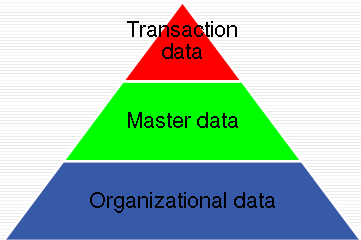 Transaction
data
Master data
Organizational data